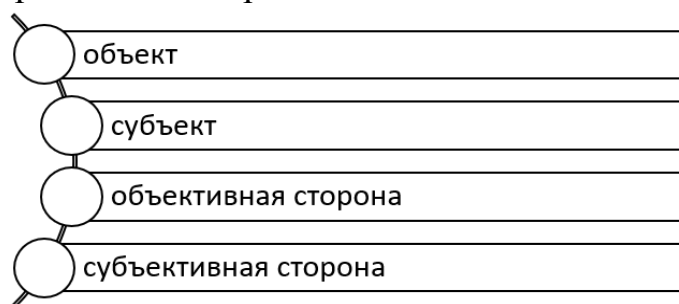 объект
субъект
объективная сторона
субъективная сторона